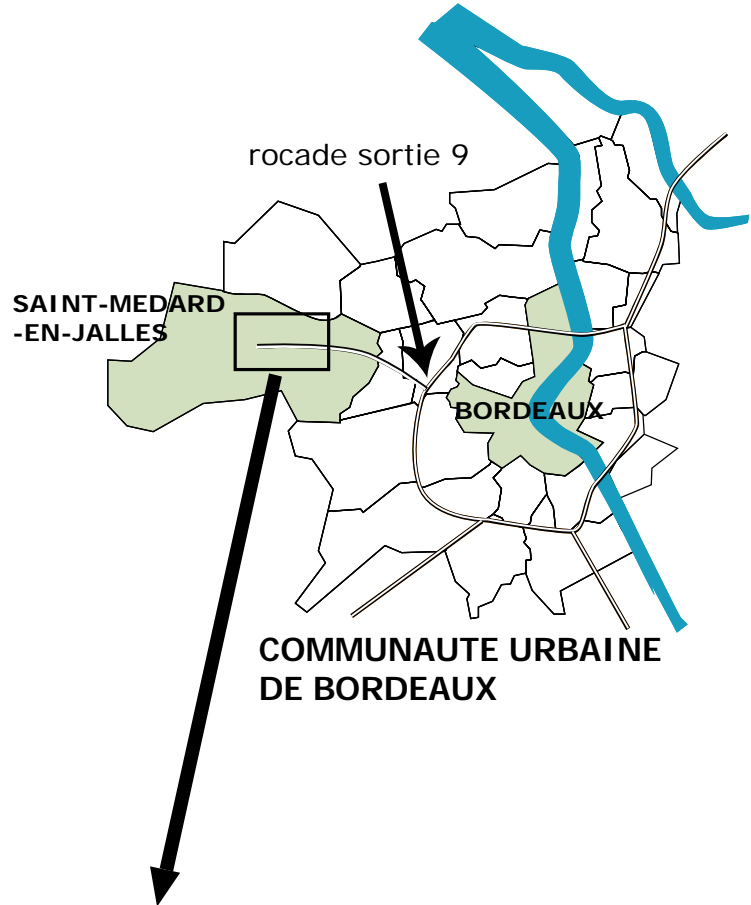 rocade sortie 9
SAINT-MEDARD
-EN-JALLES
BORDEAUX
COMMUNAUTE URBAINE
DE BORDEAUX